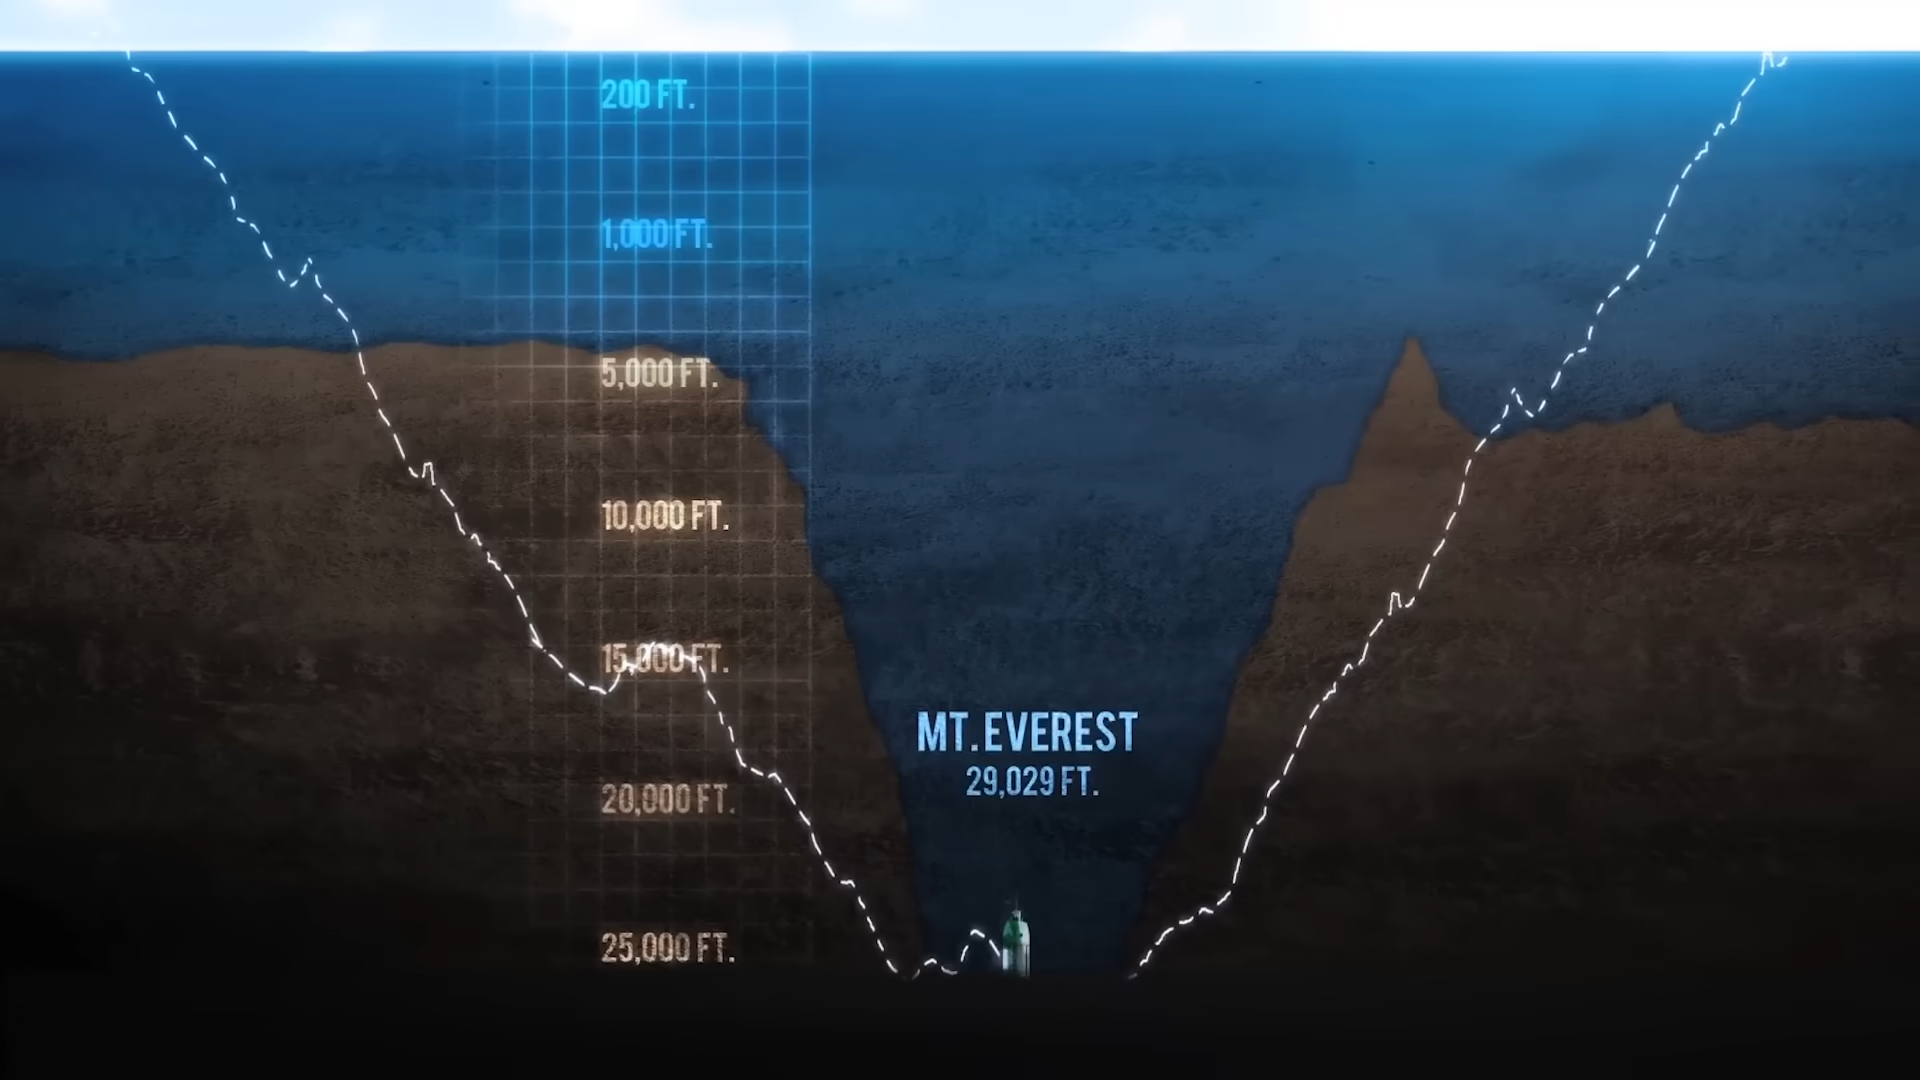 200 FT.
1,000 FT.
5,000 FT.
10,000 FT.
15,000 FT.
MT. EVEREST
29,029 FT.
20,000 FT.
25,000 FT.